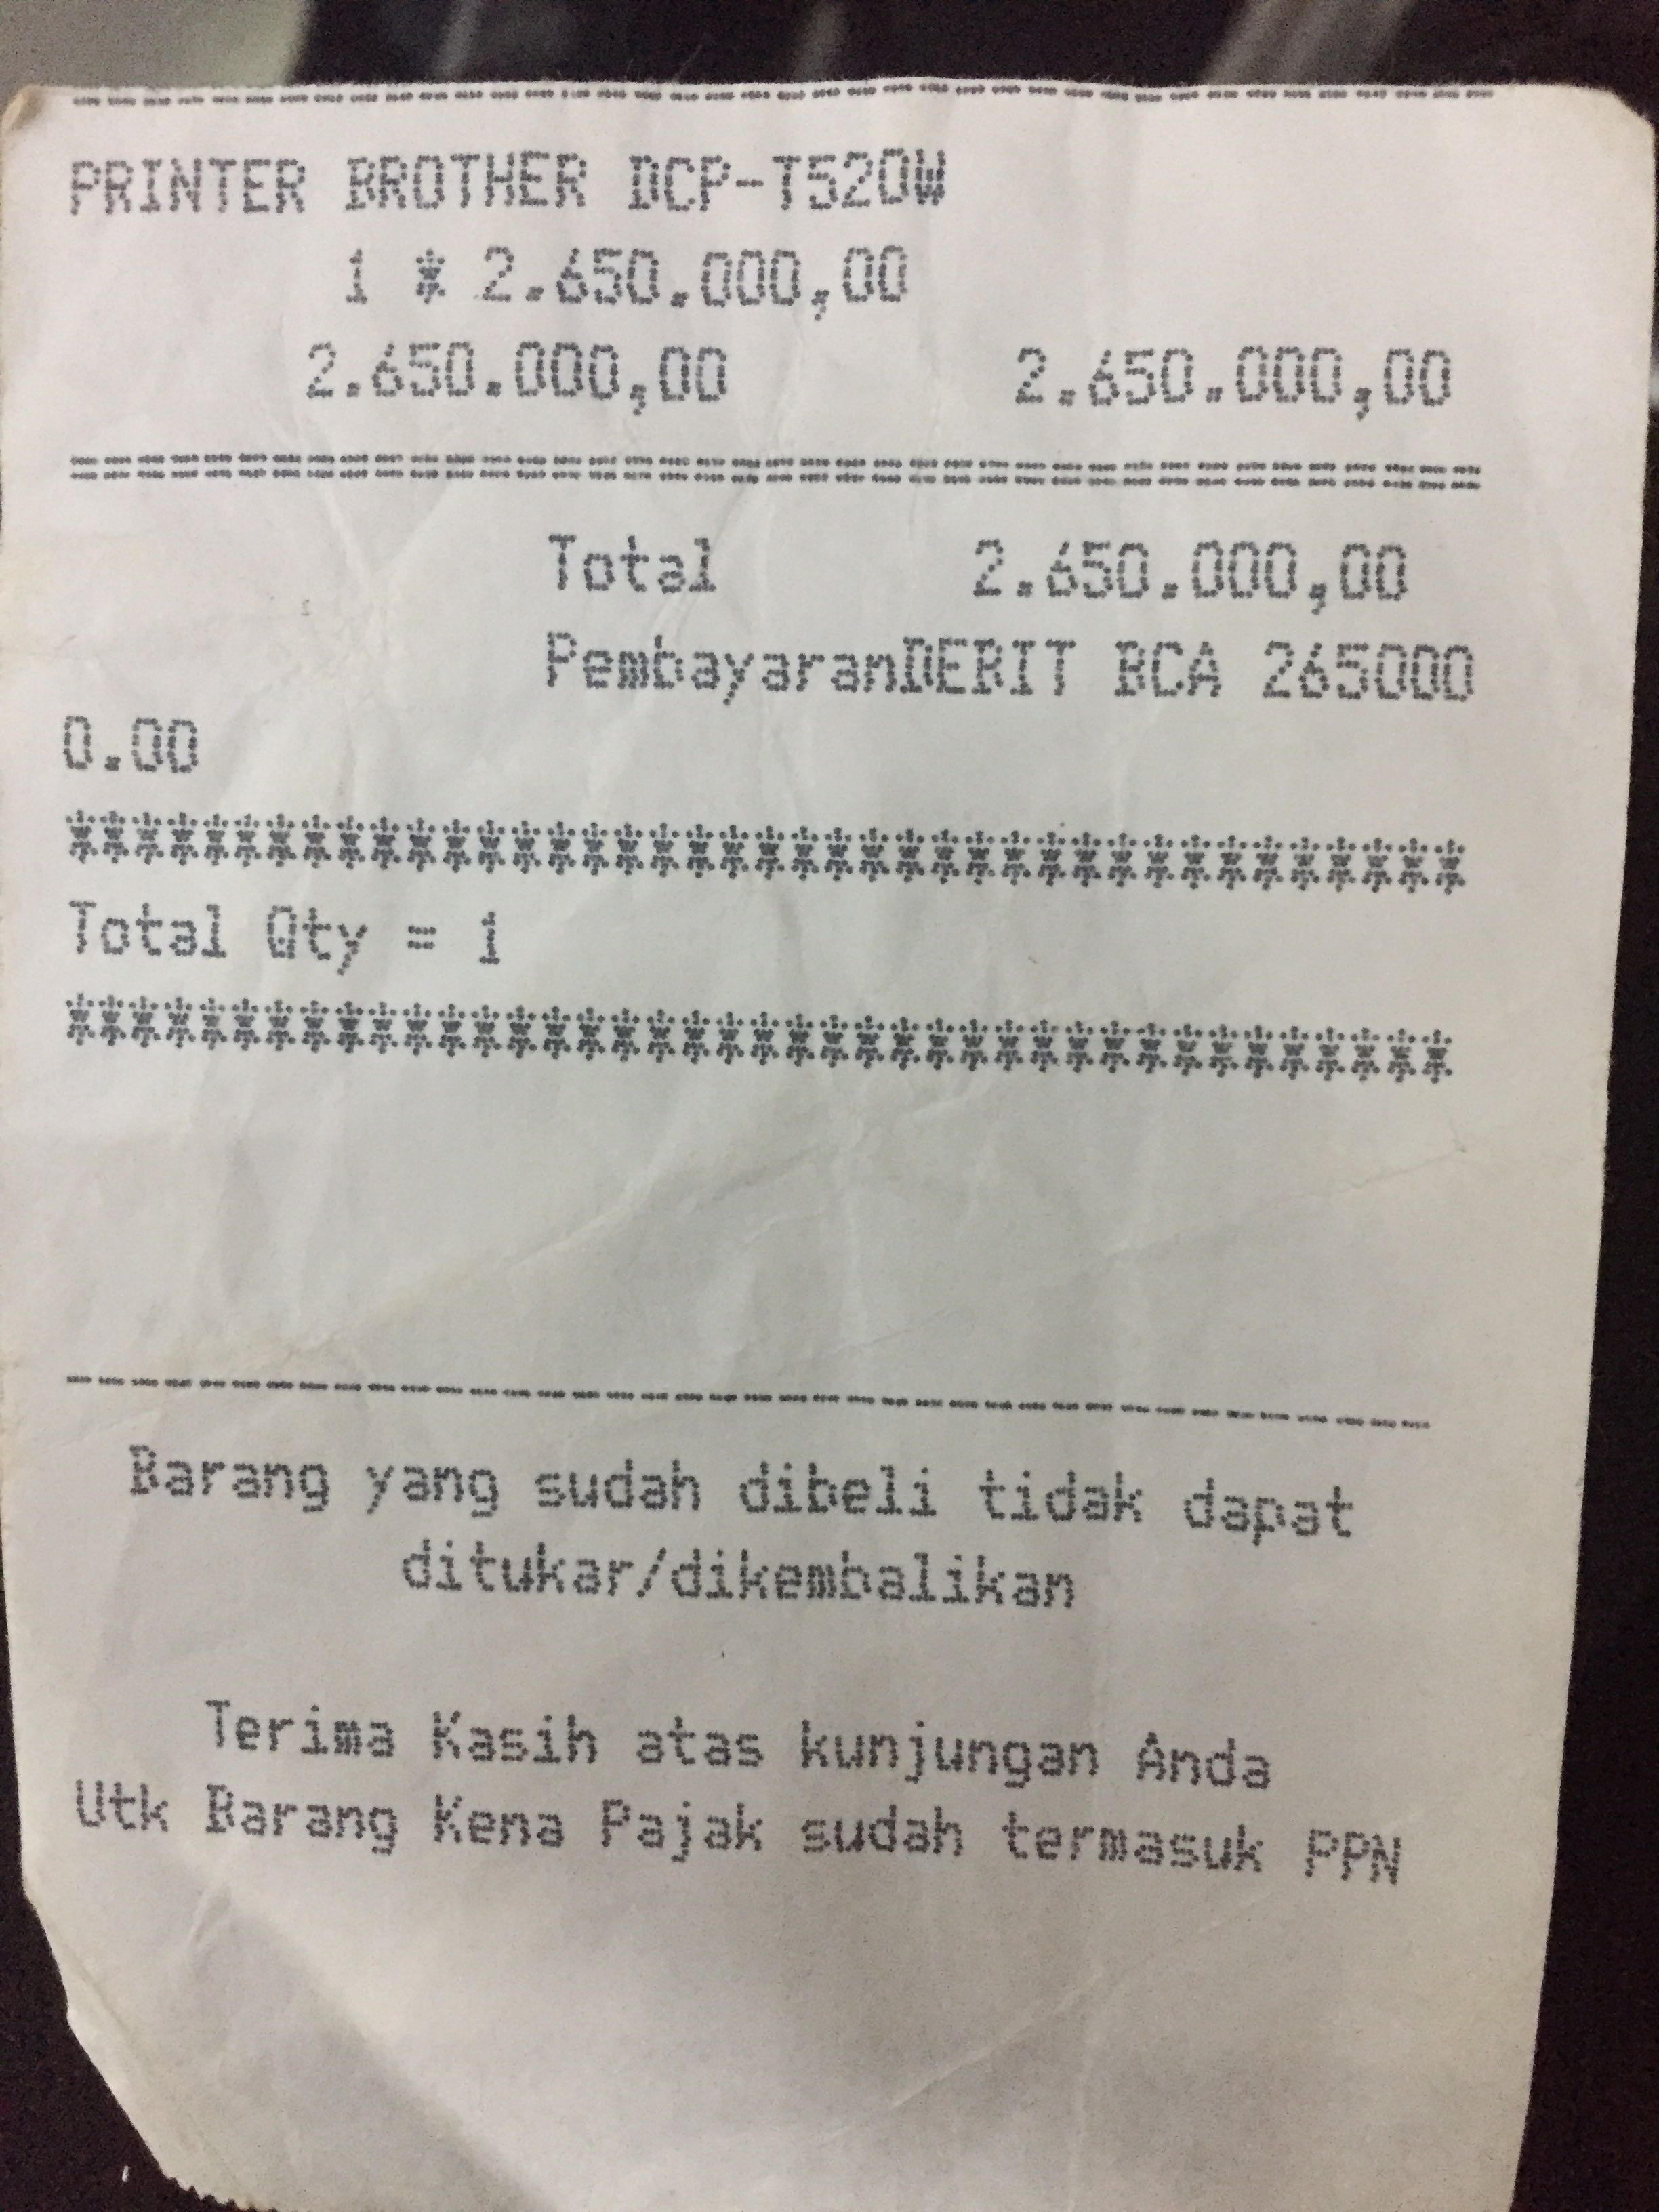 ----------------------------------------
PRINTER BROTHER DCP-T520W
1 * 2.650.000,00
2.650.000,00 2.650.000,00
========================================
Total 2.650.000,00
PembayaranDEBIT BCA 265000
0.00
****************************************
Total Qty = 1
****************************************
----------------------------------------
Barang yang sudah dibeli tidak dapat
ditukar/dikembalikan
Terima Kasih atas kunjungan Anda
Utk Barang Kena Pajak sudah termasuk PPN